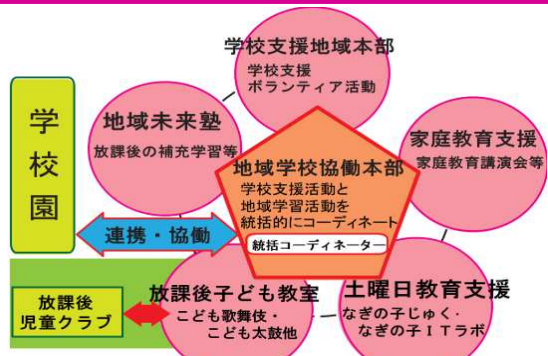 学校支援地域本部
学校支援
ボランティア活動
学校園
地域未来塾
放課後の補充学習等
家庭教育支援
家庭教育講演会等
地域学校協働本部
学校支援活動と
地域学習活動を
統括的にコーディネート
統括コーディネーター
連携・協働
放課後
児童クラブ
放課後子ども教室
こども歌舞伎・
こども太鼓他
土曜日教育支援
なぎの子じゅく・
なぎの子ITラボ